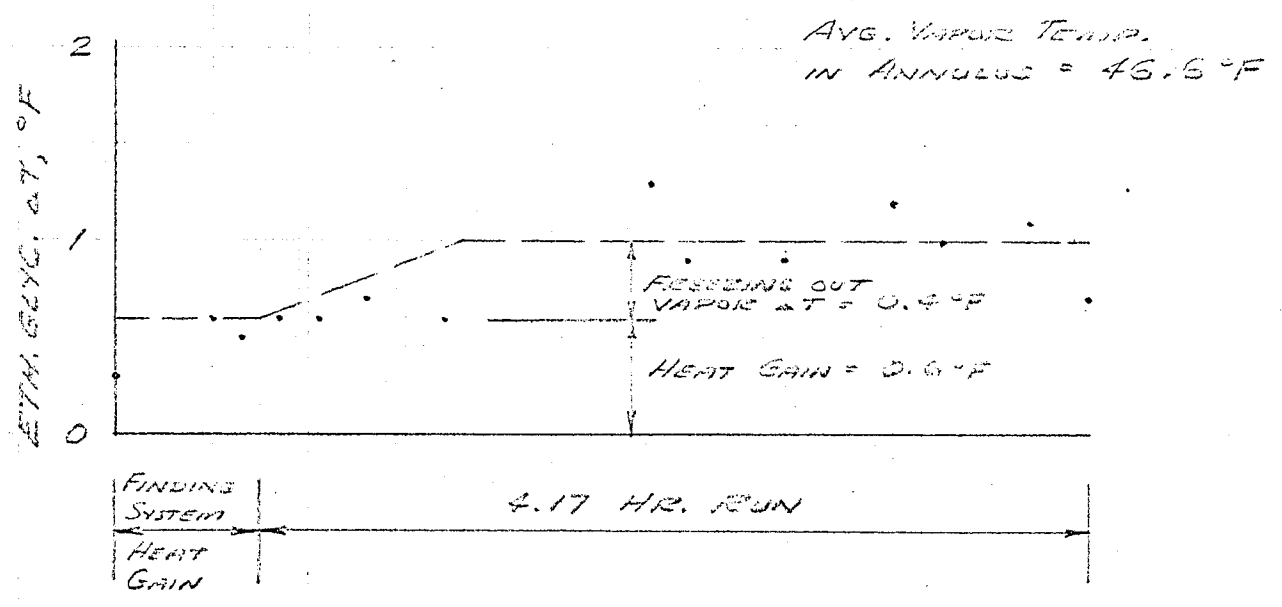 AVG. VAPOR TEMP.
IN ANNULUS = 46.6 °F
2
ETH. GLYC. ΔT, °F
1
FREEZING OUT
VAPOR ΔT = 0.4 °F
HEAT GAIN = 0.6 °F
0
FINDING
SYSTEM
HEAT
GAIN
4.17 HR. RUN